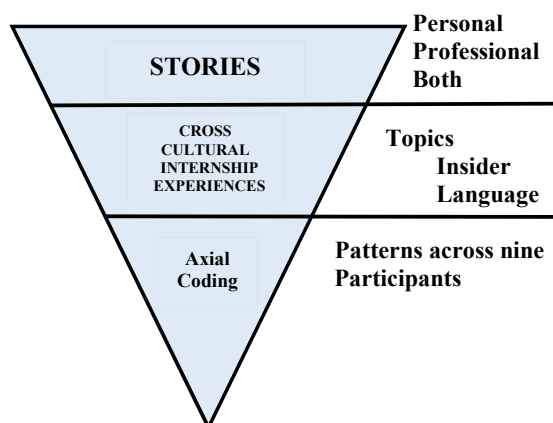 STORIES
Personal
Professional
Both
CROSS
CULTURAL
INTERNSHIP
EXPERIENCES
Topics
Insider
Language
Axial
Coding
Patterns across nine
Participants